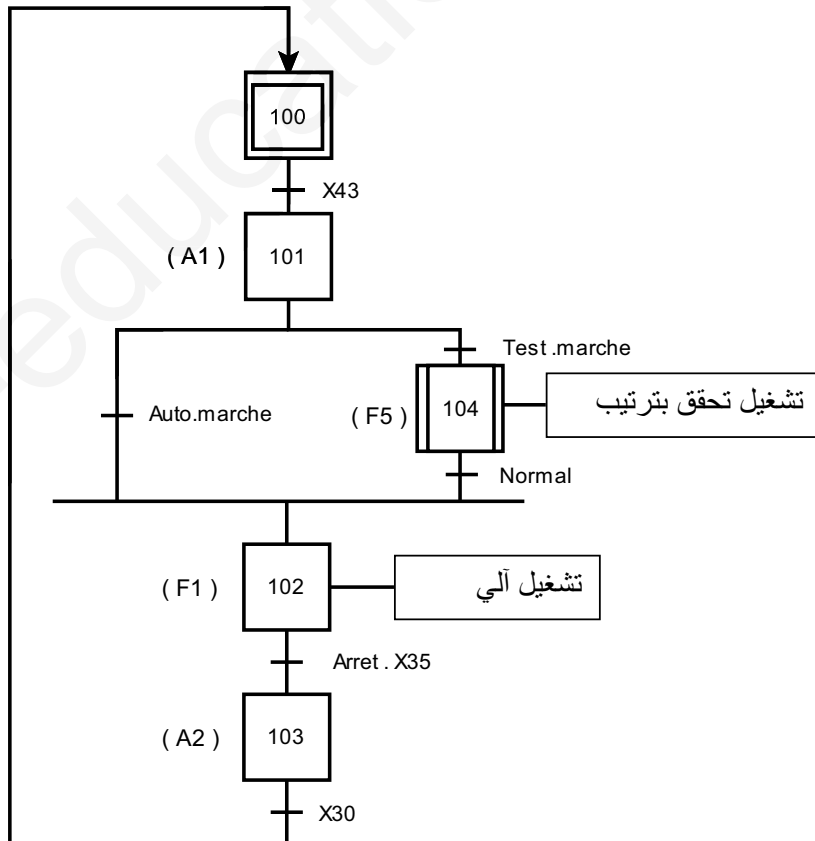 100
X43
( A1 )
101
Test .marche
Auto.marche
( F5 )
104
تشغيل تحقق بترتيب
Normal
( F1 )
102
تشغيل آلي
Arret . X35
( A2 )
103
X30